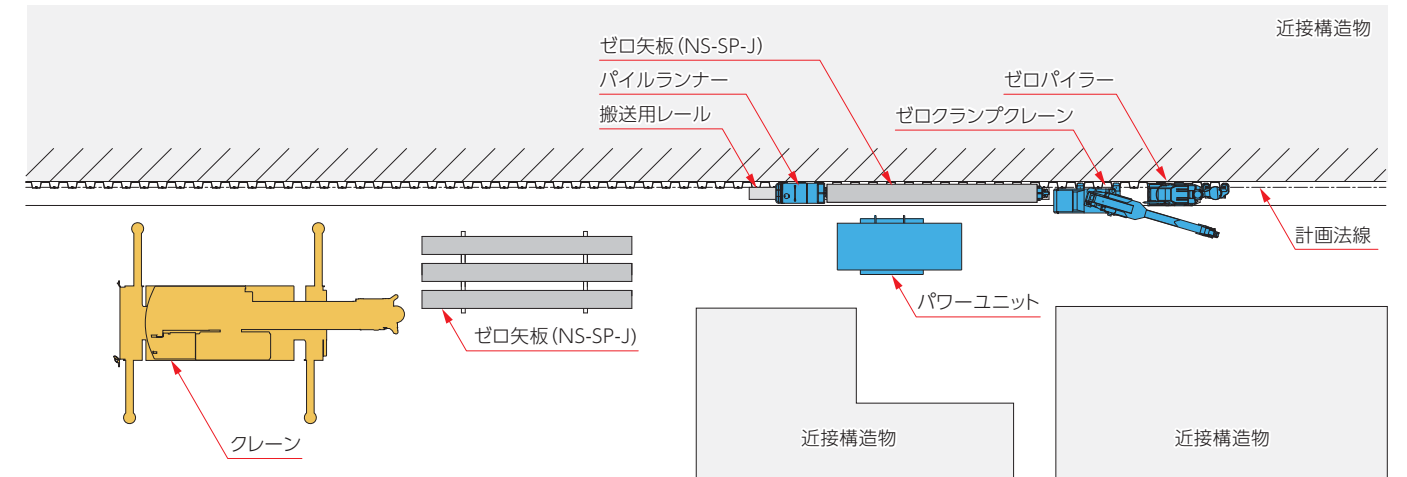 近接構造物
ゼロ矢板(NS-SP-J)
パイルランナー
搬送用レール
ゼロパイラー
ゼロクランプクレーン
計画法線
パワーユニット
ゼロ矢板(NS-SP-J)
クレーン
近接構造物
近接構造物